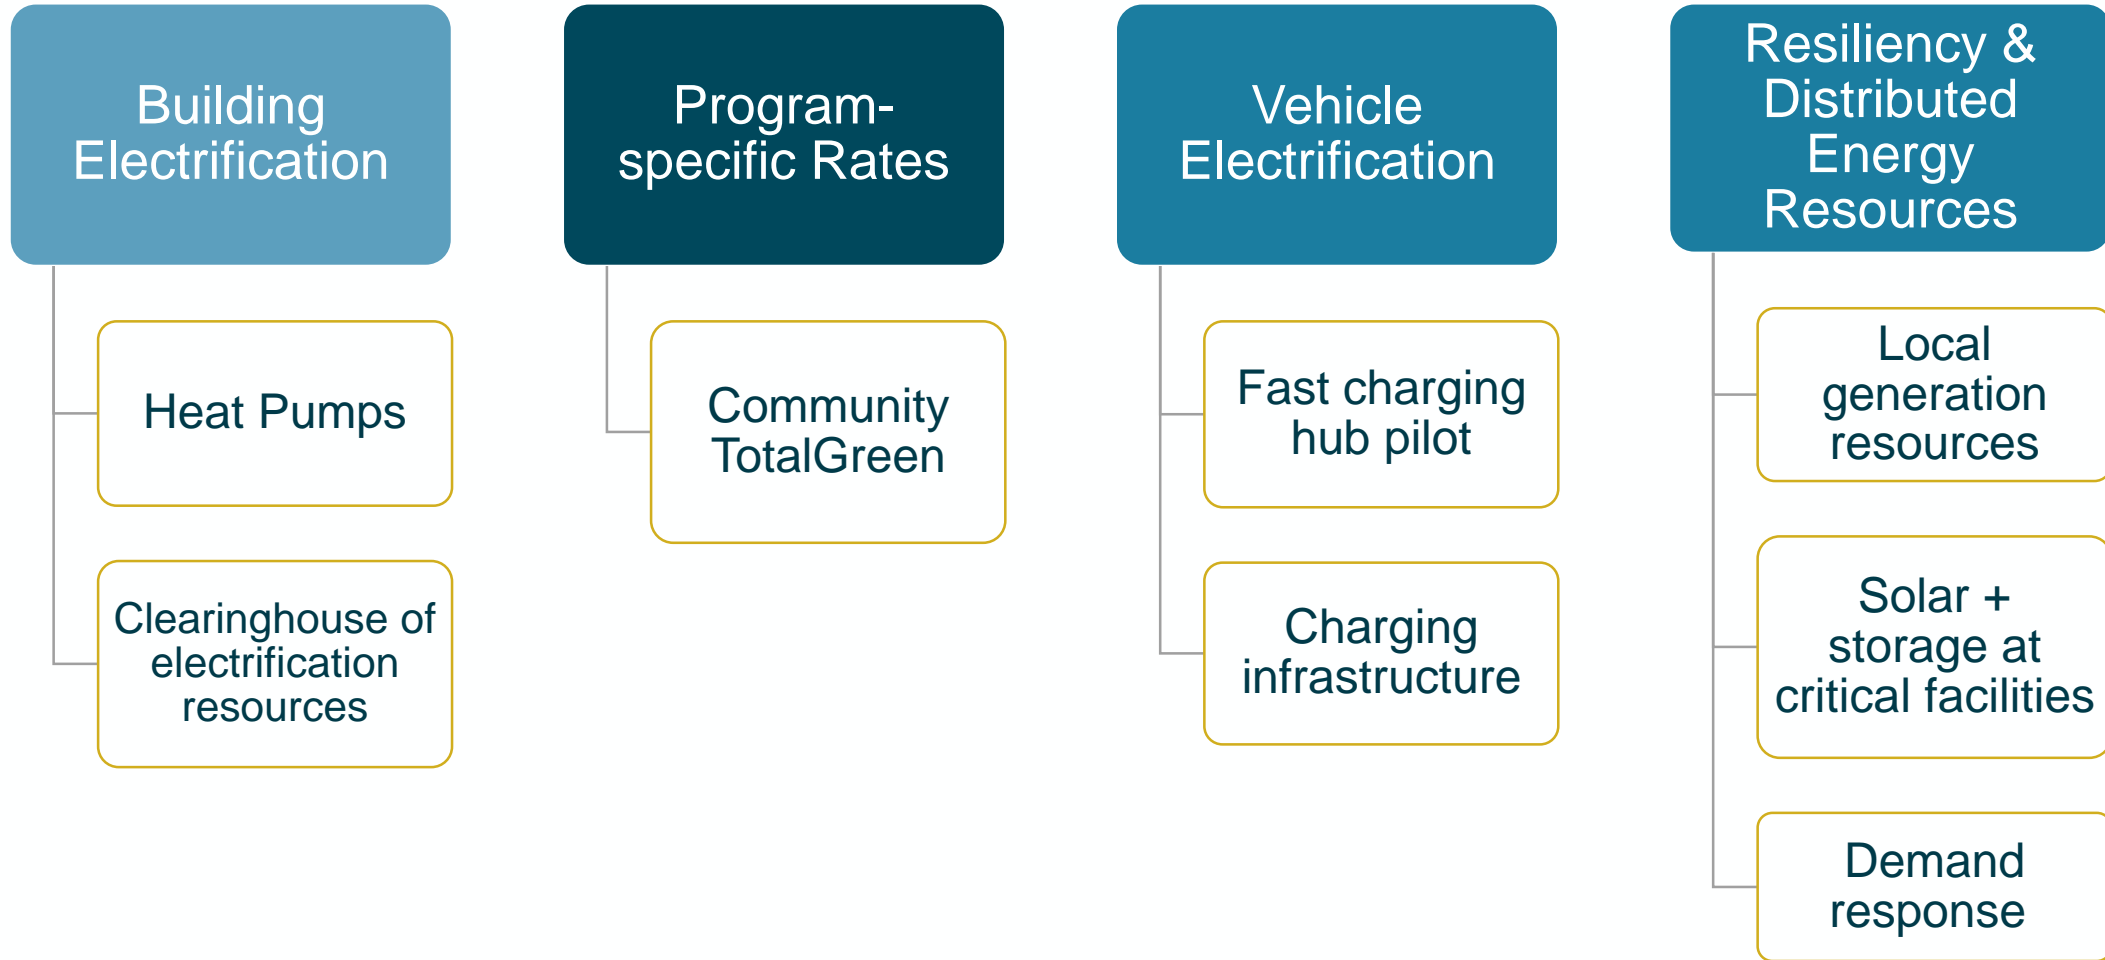 Building
Electrification
Heat Pumps
Clearinghouse of
electrification
resources
Program-
specific Rates
Community
TotalGreen
Vehicle
Electrification
Fast charging
hub pilot
Charging
infrastructure
Resiliency &
Distributed
Energy
Resources
Local
generation
resources
Solar +
storage at
critical facilities
Demand
response